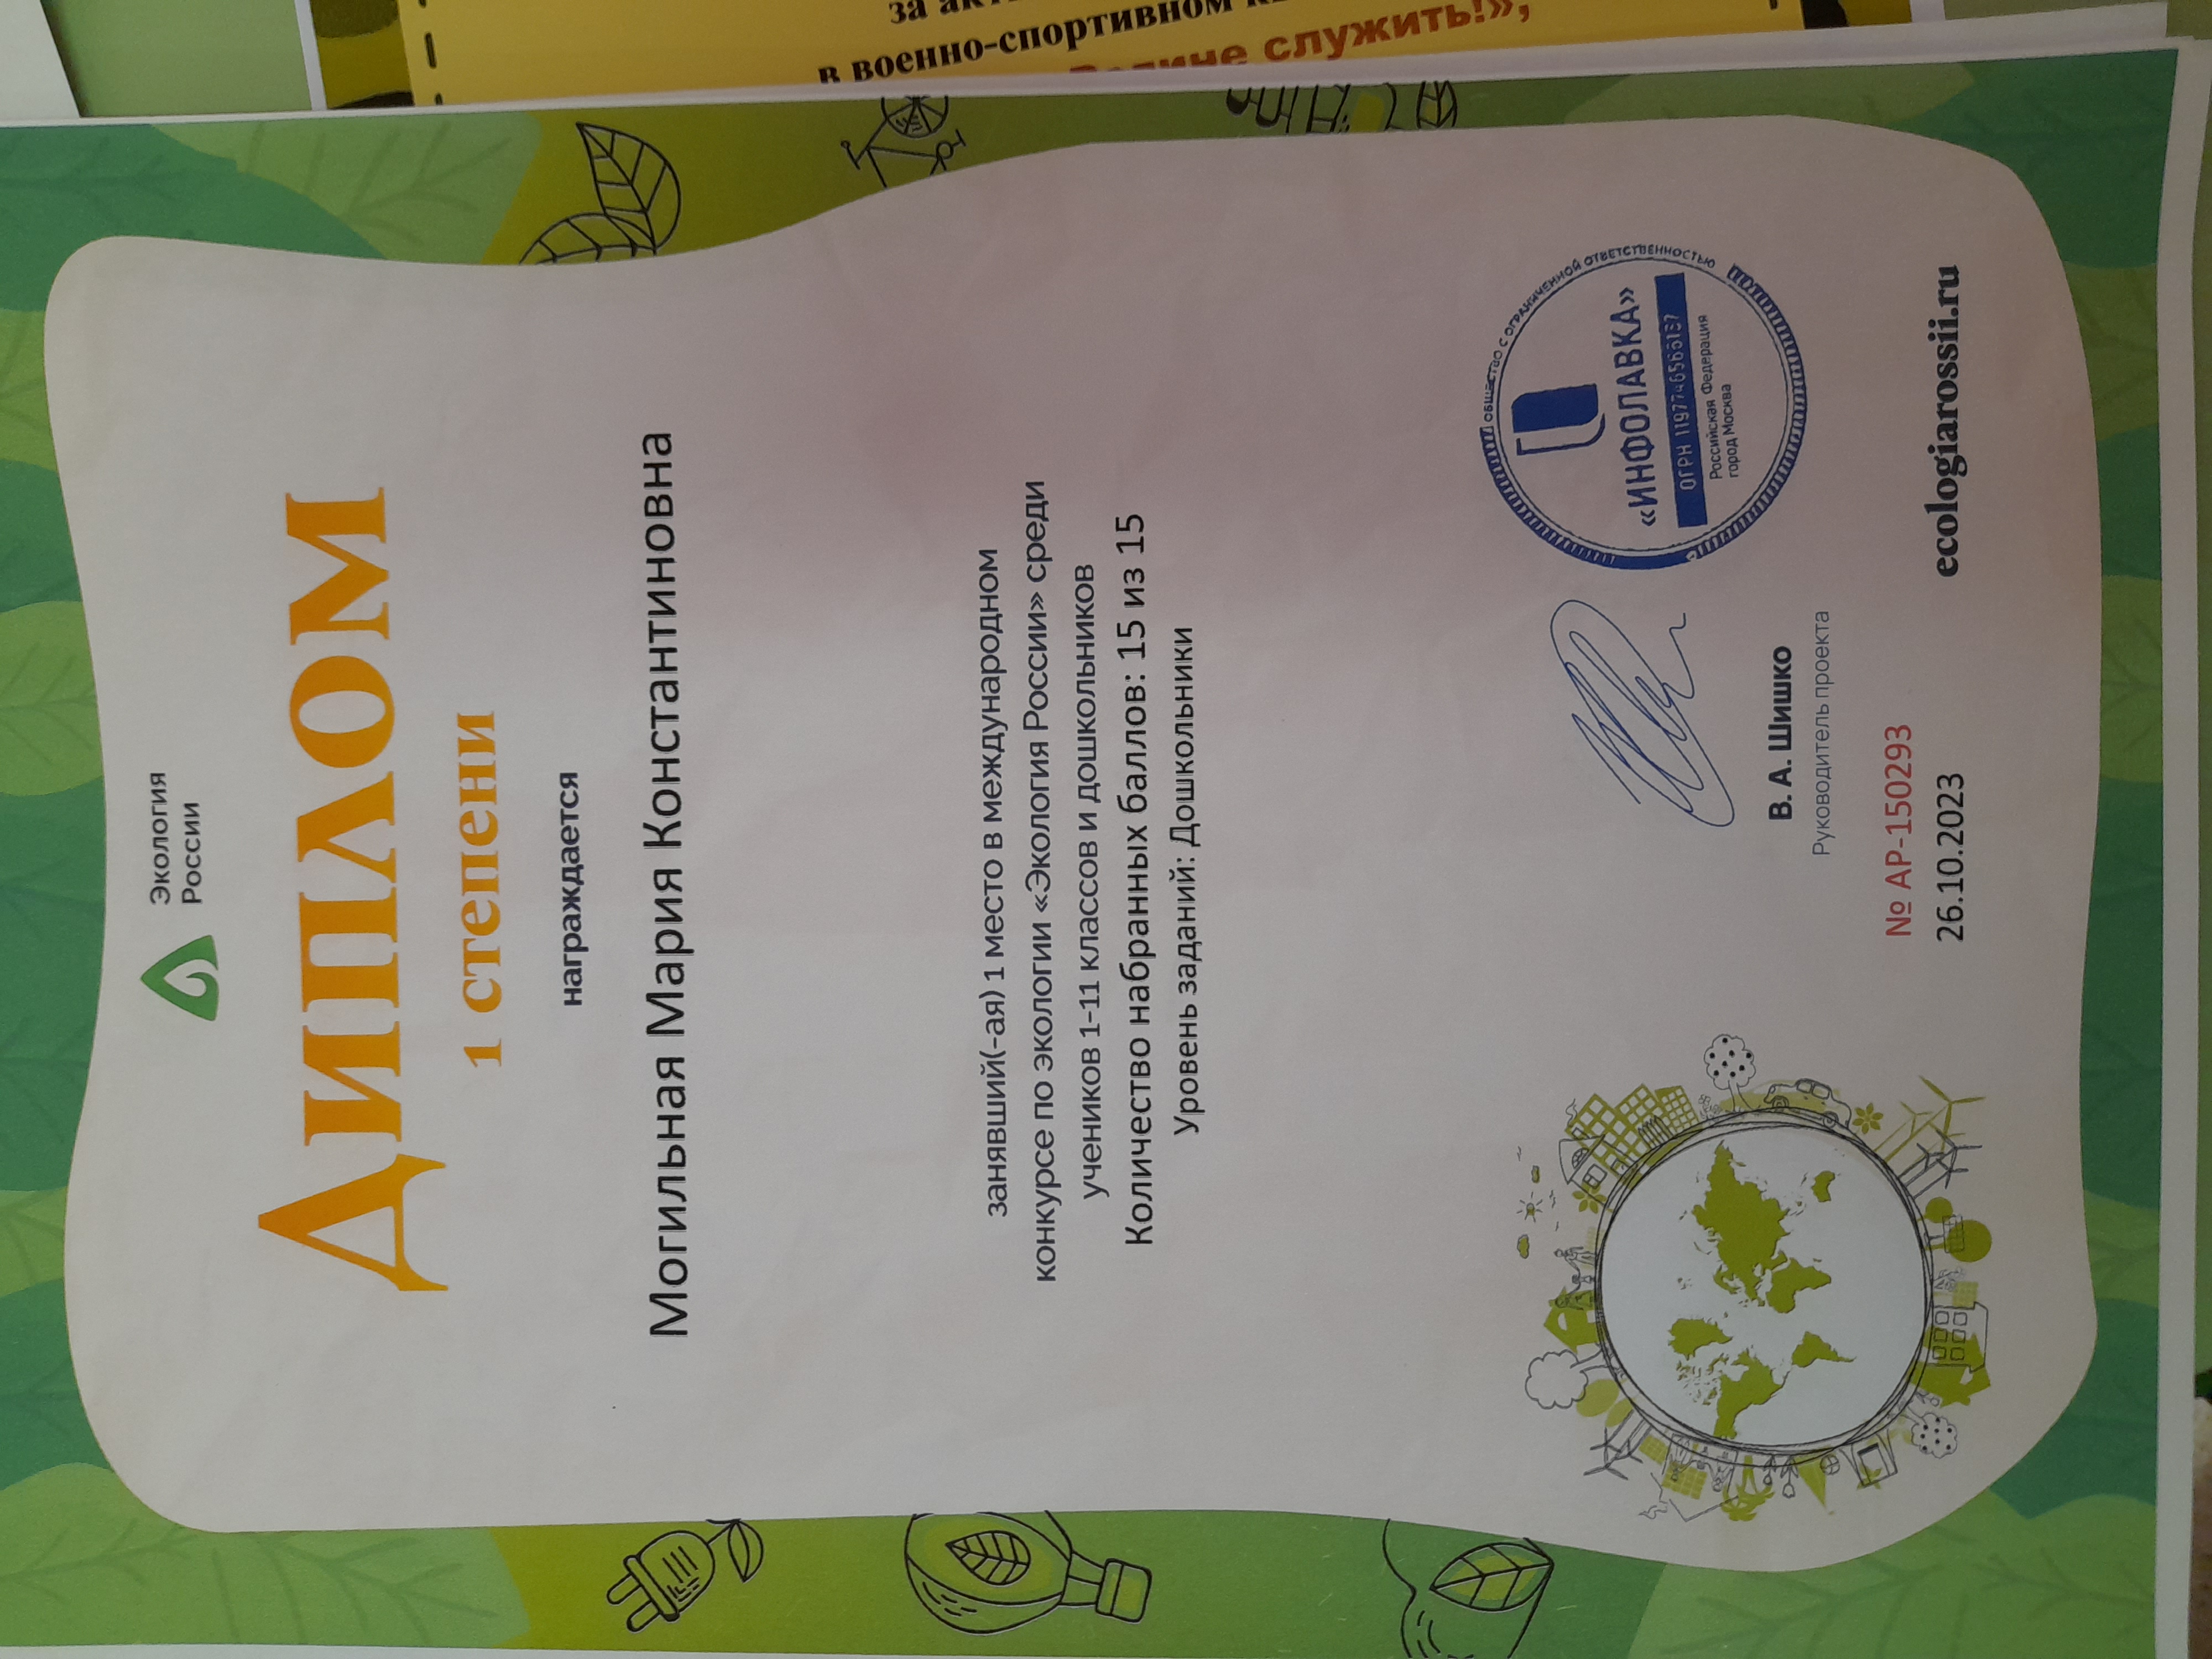 в военно-спортивном
служить!»,
Экология
России
Диплом
1 степени
награждается
Могильная Мария Константиновна
занявший(-ая) 1 место в международном
конкурсе по экологии «Экология России» среди
учеников 1-11 классов и дошкольников
Количество набранных баллов: 15 из 15
Уровень заданий: Дошкольники
ОБЩЕСТВО С ОГРАНИЧЕННОЙ ОТВЕТСТВЕННОСТЬЮ
«ИНФОЛАВКА»
ОГРН
Российская Федерация
город Москва
В. А. Шишко
Руководитель проекта
№ АР-150293
26.10.2023
ecologiarossii.ru